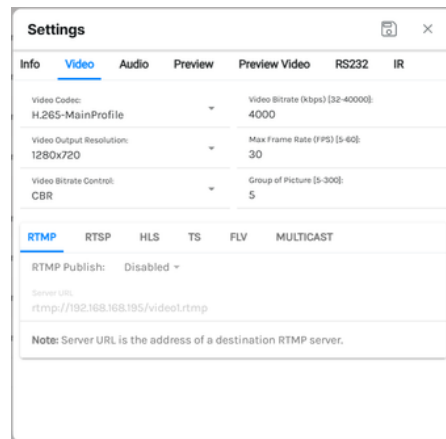 Settings
Info Video Audio Preview Preview Video RS232 IR
Video Codec: Video Bitrate (kbps) [32-40000]:
H.265-MainProfile 4000
Video Output Resolution: Max Frame Rate (FPS) [5-60]:
1280x720 30
Video Bitrate Control: Group of Picture [5-300]:
CBR 5
RTMP RTSP HLS TS FLV MULTICAST
RTMP Publish: Disabled
Server URL:
rtmp://192.168.168.195/video1.rtmp
Note: Server URL is the address of a destination RTMP server.